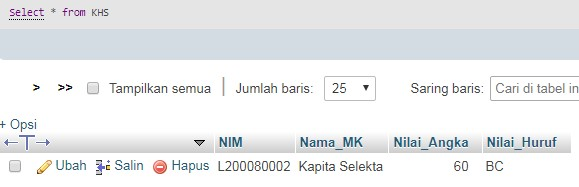 Select * from KHS
> >> Tampilkan semua Jumlah baris: 25 Saring baris: Cari di tabel in
+ Opsi
←T→ NIM Nama_MK Nilai_Angka Nilai_Huruf
Ubah Salin Hapus L200080002 Kapita Selekta 60 BC